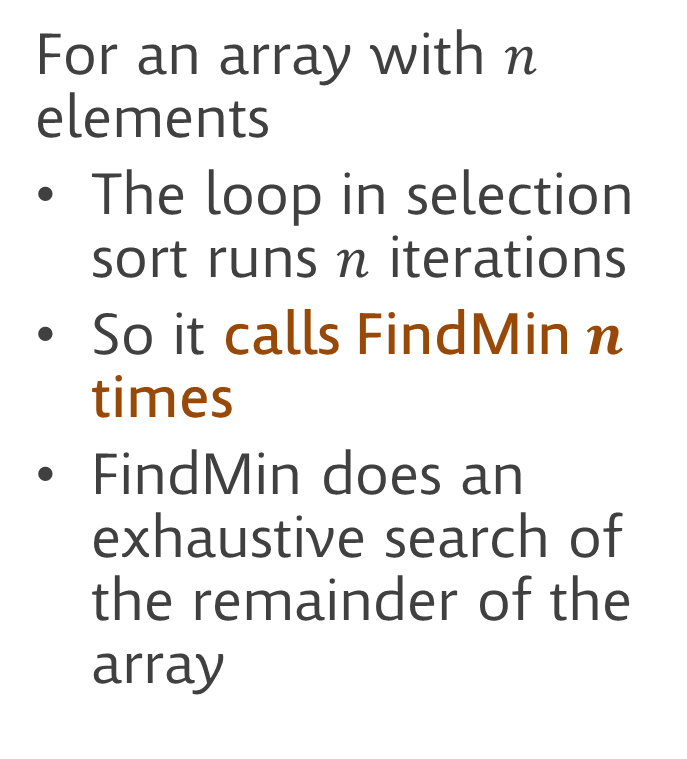 For an array with n
elements
• The loop in selection
sort runs n iterations
• So it calls FindMin n
times
• FindMin does an
exhaustive search of
the remainder of the
array